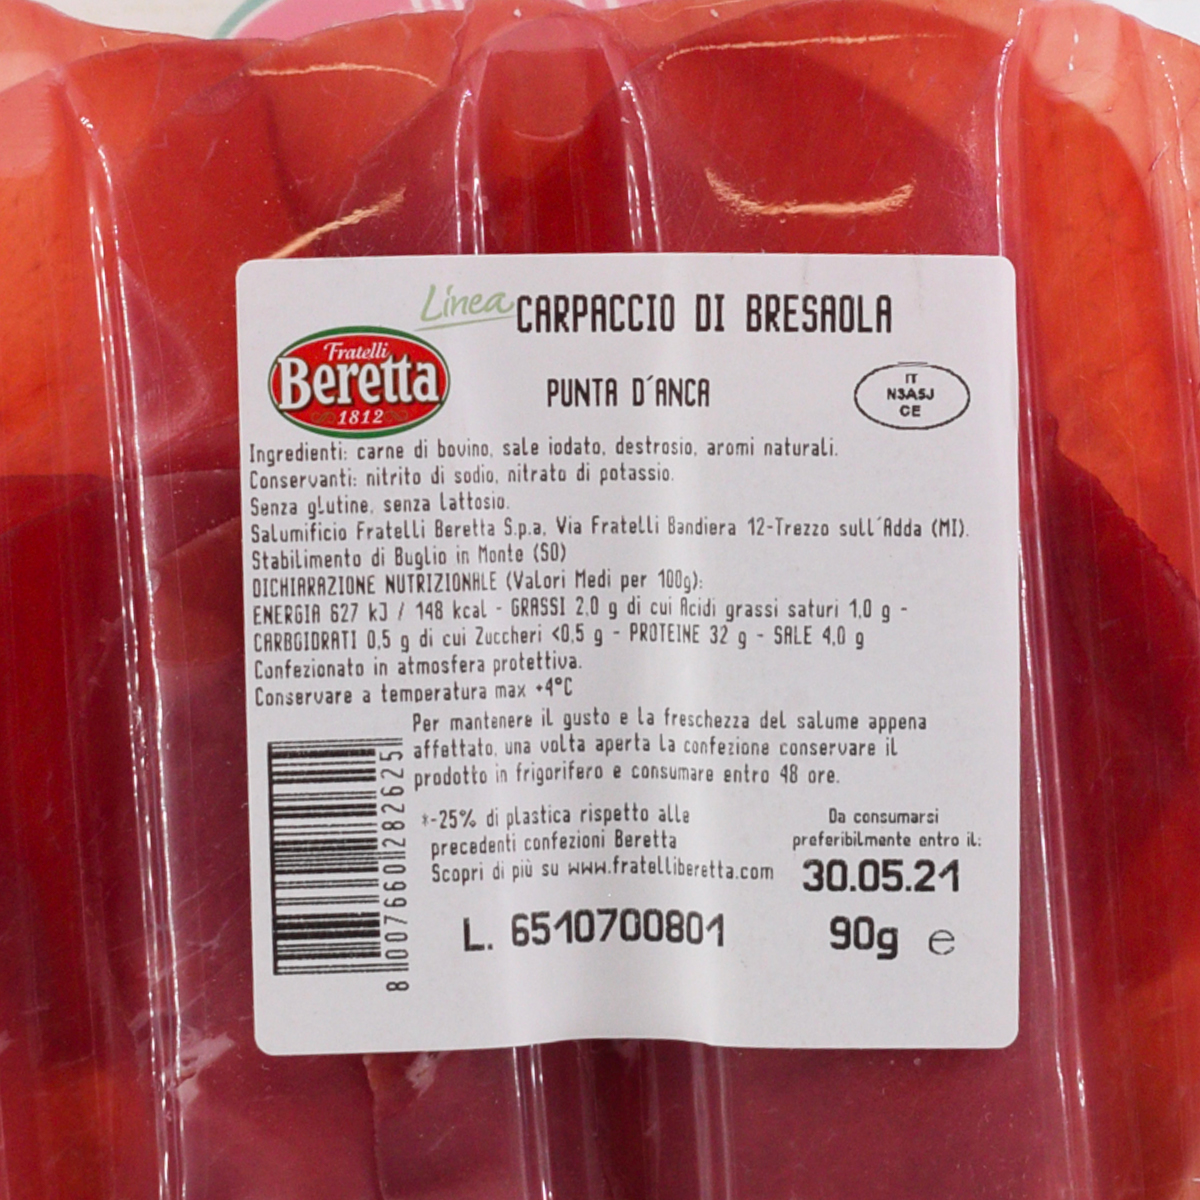 Linea CARPACCIO DI BRESAOLA
Fratelli
Beretta
1812
PUNTA D´ANCA
IT
N3A5J
CE
Ingredienti: carne di bovino, sale iodato, destrosio, aromi naturali.
Conservanti: nitrito di sodio, nitrato di potassio.
Senza glutine, senza lattosio.
Salumificio Fratelli Beretta S.p.a. Via Fratelli Bandiera 12-Trezzo sull´Adda (MI).
Stabilimento di Buglio in Monte (SO)
DICHIARAZIONE NUTRIZIONALE (Valori Medi per 100g):
ENERGIA 627 kJ / 148 kcal - GRASSI 2.0 g di cui Acidi grassi saturi 1,0 g -
CARBOIDRATI 0,5 g di cui Zuccheri <0,5 g - PROTEINE 32 g - SALE 4,0 g
Confezionato in atmosfera protettiva.
Conservare a temperatura max +4°C
Per mantenere il gusto e la freschezza del salume appena
affettato, una volta aperta la confezione conservare il
prodotto in frigorifero e consumare entro 48 ore.
8 007660 282625
*-25% di plastica rispetto alle
precedenti confezioni Beretta
Scopri di più su www.fratelliberetta.com
Da consumarsi
preferibilmente entro il:
30.05.21
L. 6510700801
90g e